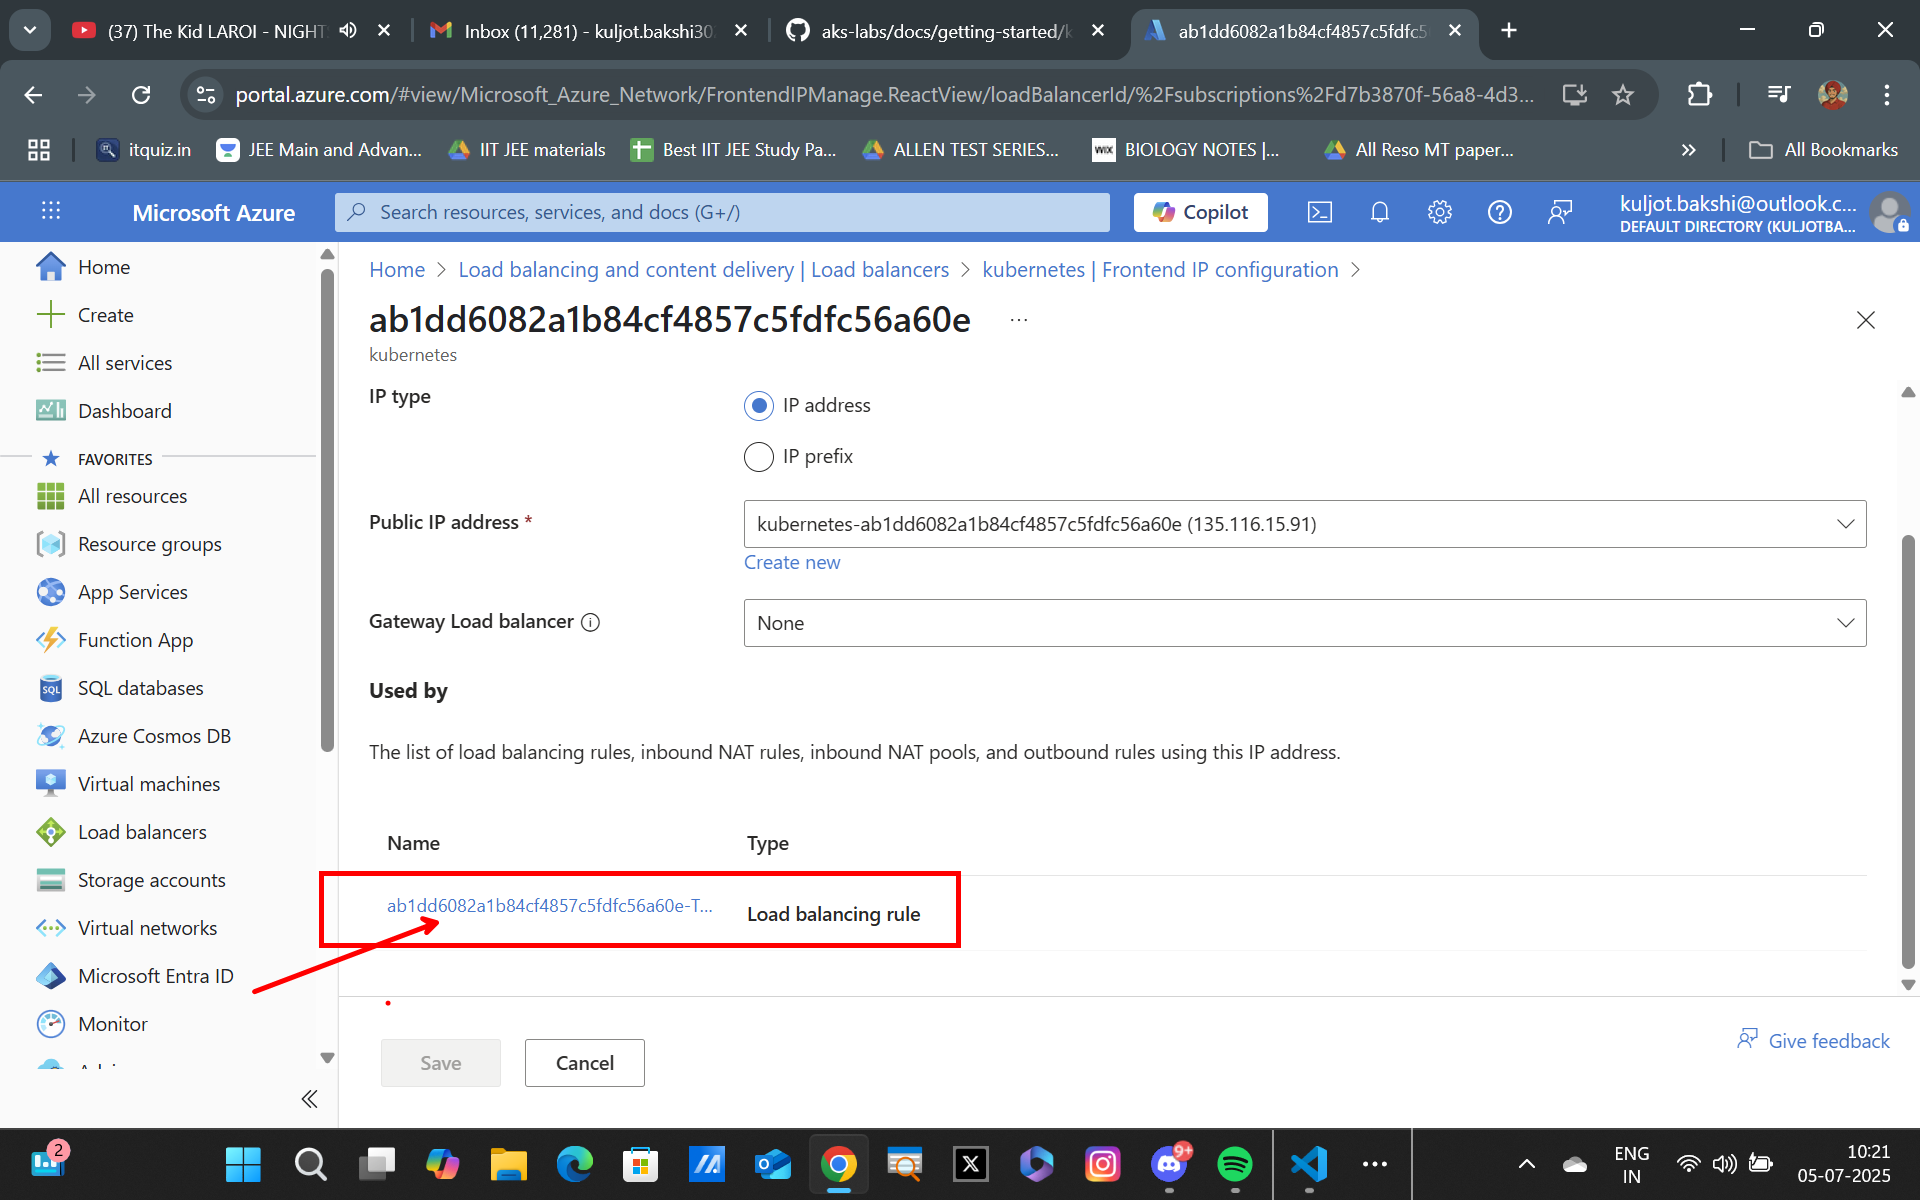 (37) The Kid LAROI - NIGHT
Inbox (11,281) - kuljot.bakshi30
aks-labs/docs/getting-started/k
ab1dd6082a1b84cf4857c5fdfc5
portal.azure.com/#view/Microsoft_Azure_Network/FrontendIPManage.ReactView/loadBalancerId/%2Fsubscriptions%2Fd7b3870f-56a8-4d3...
itquiz.in
JEE Main and Advan...
IIT JEE materials
Best IIT JEE Study Pa...
ALLEN TEST SERIES...
WIX
BIOLOGY NOTES |...
All Reso MT paper...
All Bookmarks
Microsoft Azure
Search resources, services, and docs (G+/)
Copilot
kuljot.bakshi@outlook.c...
DEFAULT DIRECTORY (KULJOTBA...
Home
Create
All services
Dashboard
FAVORITES
All resources
Resource groups
App Services
Function App
SQL
SQL databases
Azure Cosmos DB
Virtual machines
Load balancers
Storage accounts
Virtual networks
Microsoft Entra ID
Monitor
Home > Load balancing and content delivery | Load balancers > kubernetes | Frontend IP configuration >
ab1dd6082a1b84cf4857c5fdfc56a60e ...
kubernetes
IP type
IP address
IP prefix
Public IP address *
kubernetes-ab1dd6082a1b84cf4857c5fdfc56a60e (135.116.15.91)
Create new
Gateway Load balancer
None
Used by
The list of load balancing rules, inbound NAT rules, inbound NAT pools, and outbound rules using this IP address.
Name Type
ab1dd6082a1b84cf4857c5fdfc56a60e-T... Load balancing rule
Save
Cancel
Give feedback
2
9+
ENG
IN
10:21
05-07-2025